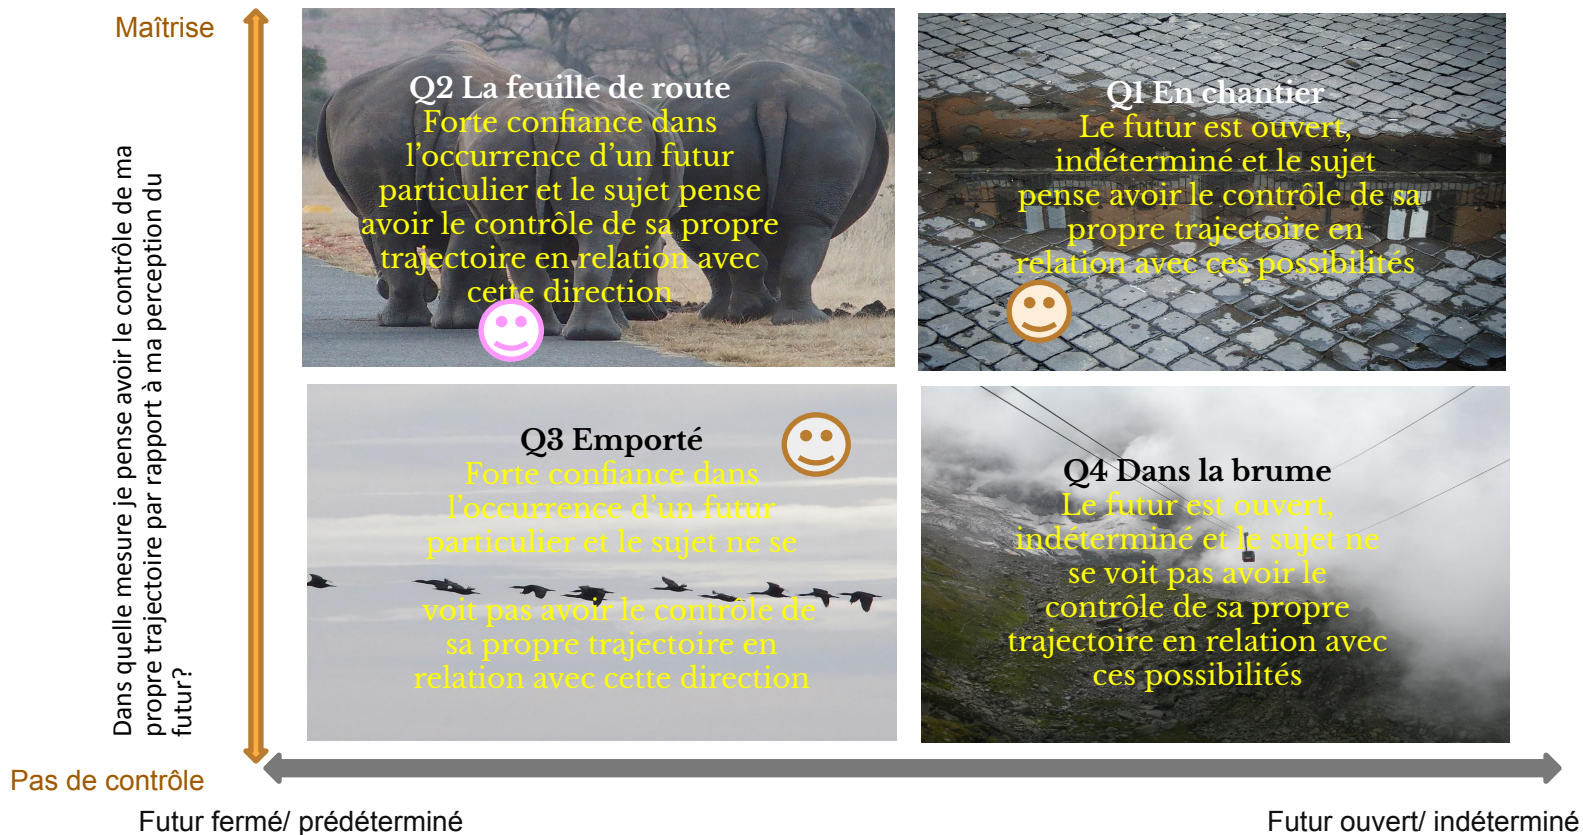 Maîtrise
Dans quelle mesure je pense avoir le contrôle de ma
propre trajectoire par rapport à ma perception du
futur?
Q2 La feuille de route
Forte confiance dans
l’occurrence d’un futur
particulier et le sujet pense
avoir le contrôle de sa propre
trajectoire en relation avec
cette direction
Q1 En chantier
Le futur est ouvert,
indéterminé et le sujet
pense avoir le contrôle de sa
propre trajectoire en
relation avec ces possibilités
Q3 Emporté
Forte confiance dans
l’occurrence d’un futur
particulier et le sujet ne se
voit pas avoir le contrôle de
sa propre trajectoire en
relation avec cette direction
Q4 Dans la brume
Le futur est ouvert,
indéterminé et le sujet ne
se voit pas avoir le
contrôle de sa propre
trajectoire en relation avec
ces possibilités
Pas de contrôle
Futur fermé/ prédéterminé
Futur ouvert/ indéterminé